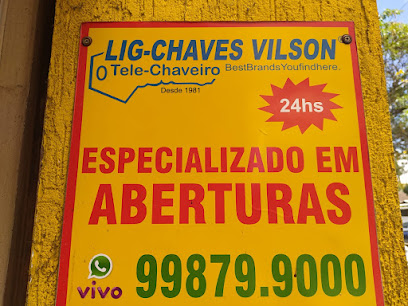 LIG-CHAVES VILSON
O Tele-Chaveiro BestBrandsYoufindhere.
Desde 1981
24hs
ESPECIALIZADO EM
ABERTURAS
vivo 99879.9000